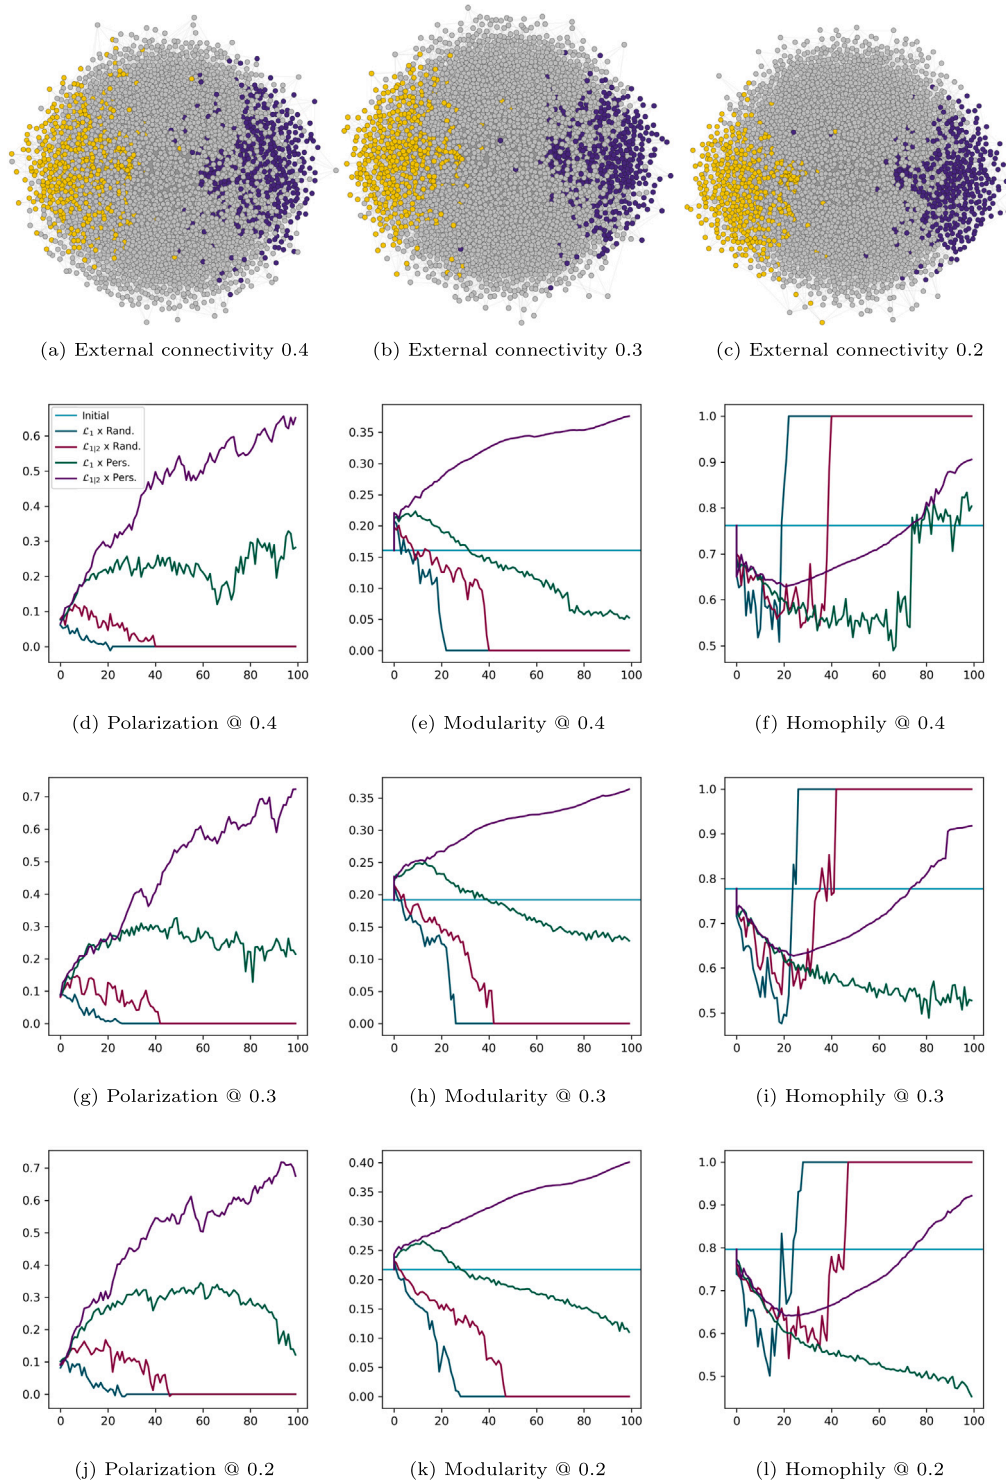 (a) External connectivity 0.4
(b) External connectivity 0.3
(c) External connectivity 0.2
Initial
ℒ₁ x Rand.
ℒ₁|₂ x Rand.
ℒ₁ x Pers.
ℒ₁|₂ x Pers.
0.6
0.5
0.4
0.3
0.2
0.1
0.0
0 20 40 60 80 100
(d) Polarization @ 0.4
0.35
0.30
0.25
0.20
0.15
0.10
0.05
0.00
0 20 40 60 80 100
(e) Modularity @ 0.4
1.0
0.9
0.8
0.7
0.6
0.5
0 20 40 60 80 100
(f) Homophily @ 0.4
0.7
0.6
0.5
0.4
0.3
0.2
0.1
0.0
0 20 40 60 80 100
(g) Polarization @ 0.3
0.35
0.30
0.25
0.20
0.15
0.10
0.05
0.00
0 20 40 60 80 100
(h) Modularity @ 0.3
1.0
0.9
0.8
0.7
0.6
0.5
0 20 40 60 80 100
(i) Homophily @ 0.3
0.7
0.6
0.5
0.4
0.3
0.2
0.1
0.0
0 20 40 60 80 100
(j) Polarization @ 0.2
0.40
0.35
0.30
0.25
0.20
0.15
0.10
0.05
0.00
0 20 40 60 80 100
(k) Modularity @ 0.2
1.0
0.9
0.8
0.7
0.6
0.5
0 20 40 60 80 100
(l) Homophily @ 0.2